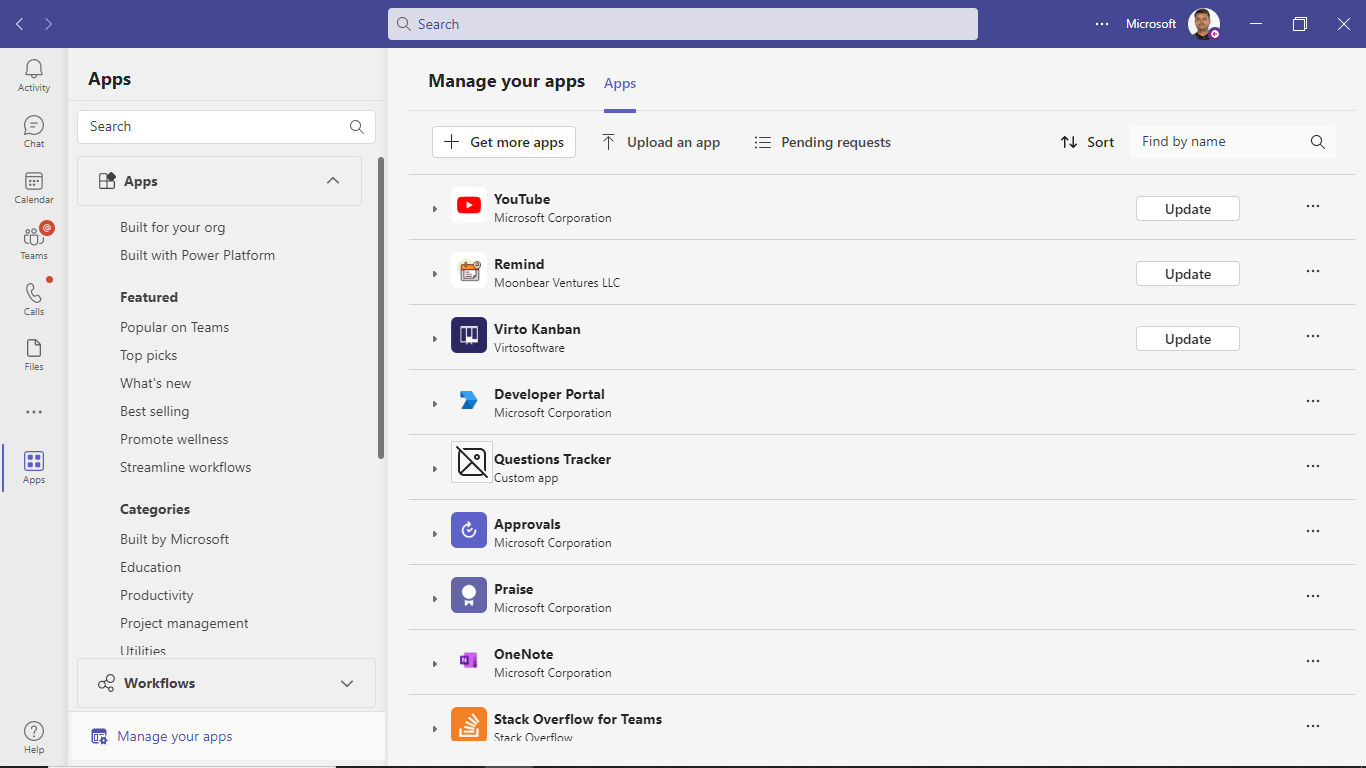 Search
Microsoft
Activity
Chat
Calendar
@
Teams
Calls
Files
Apps
Help
Apps
Search
Apps
Built for your org
Built with Power Platform
Featured
Popular on Teams
Top picks
What's new
Best selling
Promote wellness
Streamline workflows
Categories
Built by Microsoft
Education
Productivity
Project management
Utilities
Workflows
Manage your apps
Manage your apps
Apps
Get more apps
Upload an app
Pending requests
Sort
Find by name
YouTube
Microsoft Corporation
Update
Remind
Moonbear Ventures LLC
Update
Virto Kanban
Virtosoftware
Update
Developer Portal
Microsoft Corporation
Questions Tracker
Custom app
Approvals
Microsoft Corporation
Praise
Microsoft Corporation
N
OneNote
Microsoft Corporation
Stack Overflow for Teams
Stack Overflow